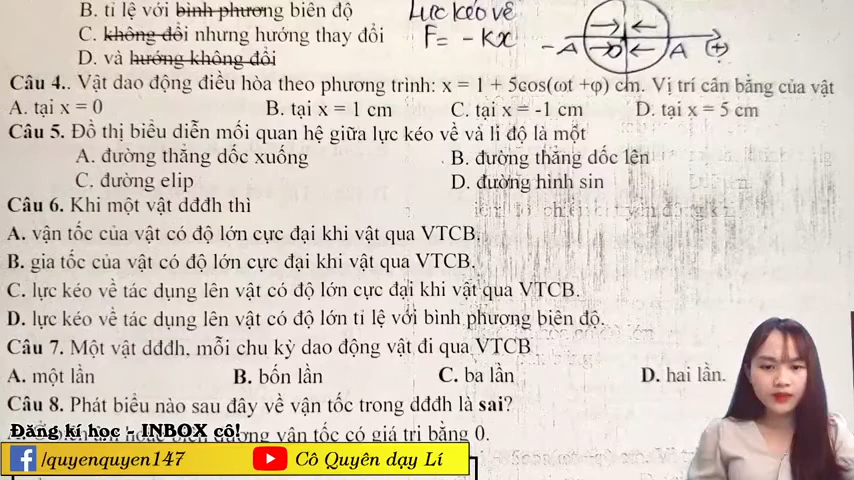 B. tỉ lệ với bình phương biên độ
Lực kéo về
C. không đổi nhưng hướng thay đổi
F = -Kx
-A O A (+)
D. và hướng không đổi
Câu 4.. Vật dao động điều hòa theo phương trình: x = 1 + 5cos(ωt +φ) cm. Vị trí cân bằng của vật
A. tại x = 0 B. tại x = 1 cm C. tại x = -1 cm D. tại x = 5 cm
Câu 5. Đồ thị biểu diễn mối quan hệ giữa lực kéo về và li độ là một
A. đường thẳng dốc xuống B. đường thẳng dốc lên
C. đường elip D. đường hình sin
Câu 6. Khi một vật dđđh thì
A. vận tốc của vật có độ lớn cực đại khi vật qua VTCB.
B. gia tốc của vật có độ lớn cực đại khi vật qua VTCB.
C. lực kéo về tác dụng lên vật có độ lớn cực đại khi vật qua VTCB.
D. lực kéo về tác dụng lên vật có độ lớn tỉ lệ với bình phương biên độ.
Câu 7. Một vật dđđh, mỗi chu kỳ dao động vật đi qua VTCB
A. một lần B. bốn lần C. ba lần D. hai lần.
Câu 8. Phát biểu nào sau đây về vận tốc trong dđđh là sai?
vận tốc có giá trị bằng 0.
Đăng kí học - INBOX cô!
f /quyenquyen147 Cô Quyên dạy Lí